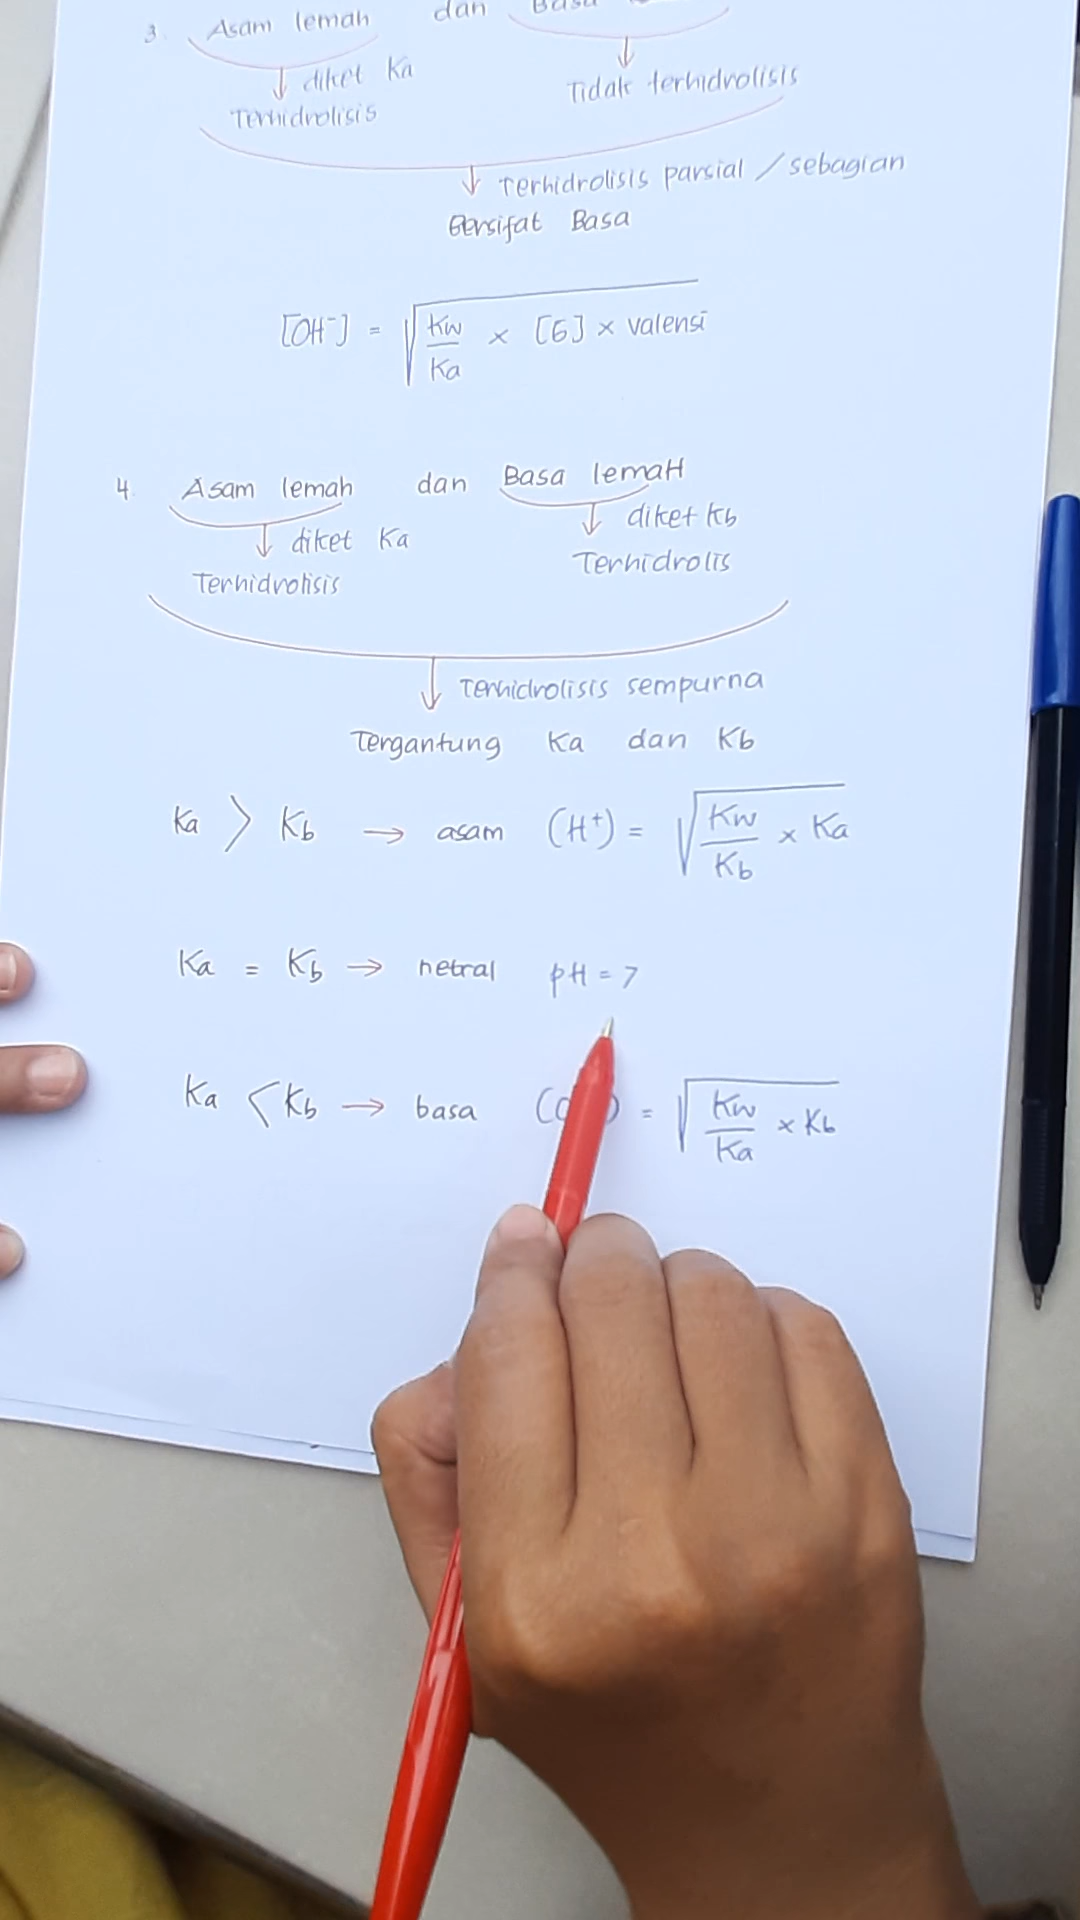 3. Asam lemah dan Basa
↓ diket Ka ↓
Terhidrolisis Tidak terhidrolisis
↓ Terhidrolisis parsial / sebagian
Bersifat Basa
[OH⁻] = √(Kw/Ka × [G] × valensi)
4. Asam lemah dan Basa lemaH
↓ diket Ka ↓ diket Kb
Terhidrolisis Terhidrolis
↓ Terhidrolisis sempurna
Tergantung Ka dan Kb
Ka > Kb → asam (H⁺) = √(Kw/Kb × Ka)
Ka = Kb → netral pH = 7
Ka < Kb → basa = √(Kw/Ka × Kb)